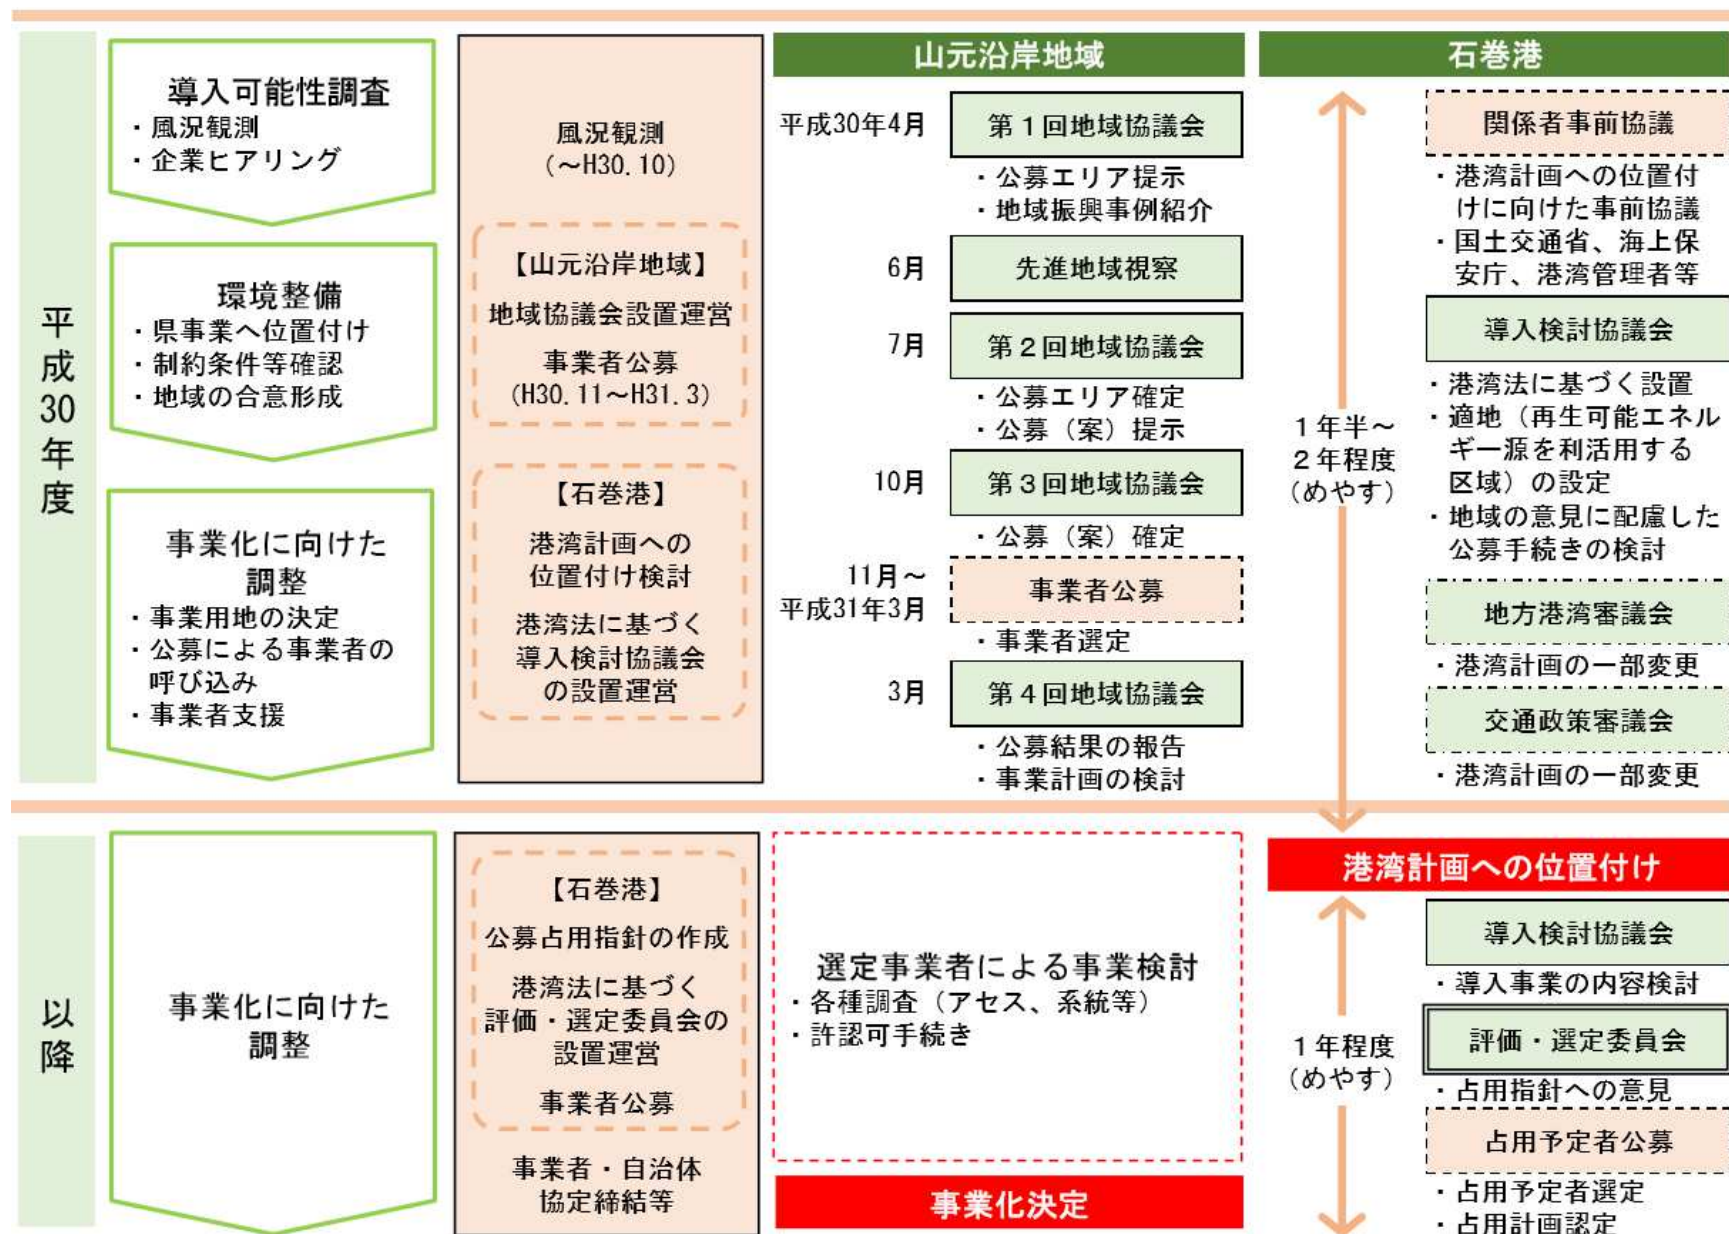 平成30年度
導入可能性調査
・風況観測
・企業ヒアリング
環境整備
・県事業へ位置付け
・制約条件等確認
・地域の合意形成
事業化に向けた
調整
・事業用地の決定
・公募による事業者の
呼び込み
・事業者支援
風況観測
(～H30.10)
【山元沿岸地域】
地域協議会設置運営
事業者公募
(H30.11～H31.3)
【石巻港】
港湾計画への
位置付け検討
港湾法に基づく
導入検討協議会
の設置運営
山元沿岸地域
平成30年4月
第1回地域協議会
・公募エリア提示
・地域振興事例紹介
6月
先進地域視察
7月
第2回地域協議会
・公募エリア確定
・公募（案）提示
10月
第3回地域協議会
・公募（案）確定
11月～
平成31年3月
事業者公募
・事業者選定
3月
第4回地域協議会
・公募結果の報告
・事業計画の検討
石巻港
1年半～
2年程度
(めやす)
関係者事前協議
・港湾計画への位置付
けに向けた事前協議
・国土交通省、海上保
安庁、港湾管理者等
導入検討協議会
・港湾法に基づく設置
・適地（再生可能エネル
ギー源を利活用する
区域）の設定
・地域の意見に配慮した
公募手続きの検討
地方港湾審議会
・港湾計画の一部変更
交通政策審議会
・港湾計画の一部変更
以降
事業化に向けた
調整
【石巻港】
公募占用指針の作成
港湾法に基づく
評価・選定委員会の
設置運営
事業者公募
事業者・自治体
協定締結等
選定事業者による事業検討
・各種調査（アセス、系統等）
・許認可手続き
事業化決定
港湾計画への位置付け
1年程度
(めやす)
導入検討協議会
・導入事業の内容検討
評価・選定委員会
・占用指針への意見
占用予定者公募
・占用予定者選定
・占用計画認定